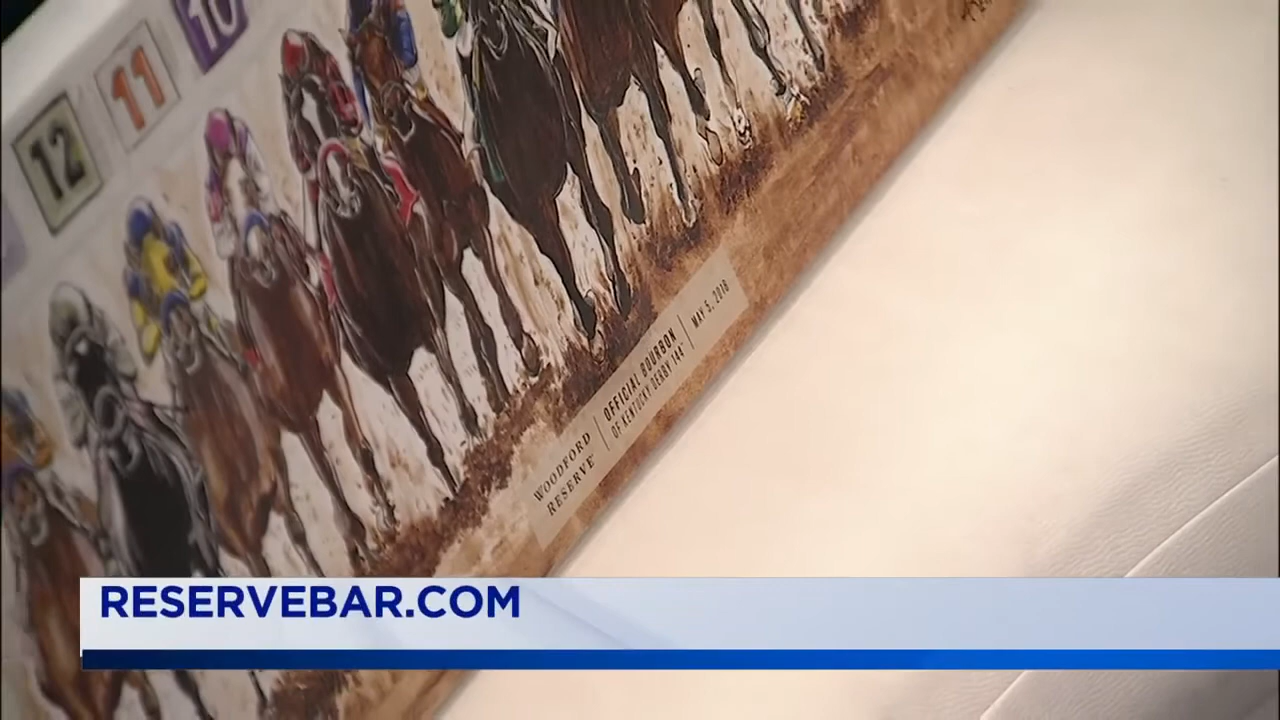 10
11
12
WOODFORD
RESERVE
OFFICIAL BOURBON
OF KENTUCKY DERBY 144
MAY 5, 2018
RESERVEBAR.COM